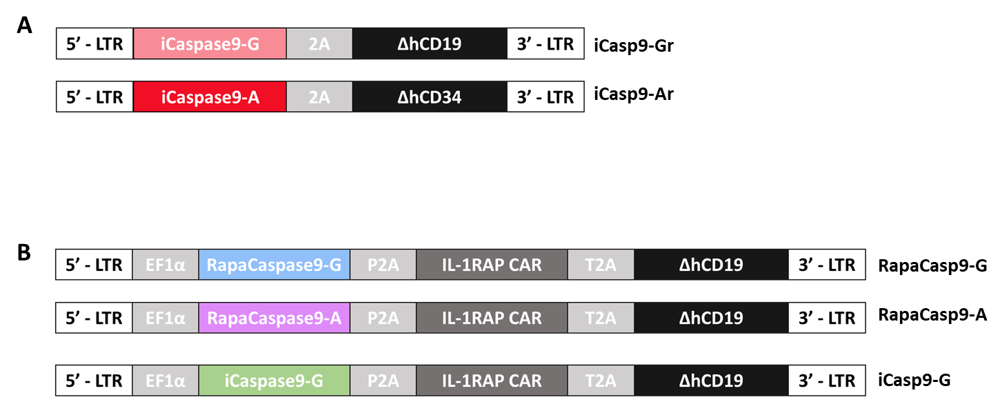 A
5’ - LTR iCaspase9-G 2A ΔhCD19 3’ - LTR iCasp9-Gr
5’ - LTR iCaspase9-A 2A ΔhCD34 3’ - LTR iCasp9-Ar
B
5’ - LTR EF1α RapaCaspase9-G P2A IL-1RAP CAR T2A ΔhCD19 3’ - LTR RapaCasp9-G
5’ - LTR EF1α RapaCaspase9-A P2A IL-1RAP CAR T2A ΔhCD19 3’ - LTR RapaCasp9-A
5’ - LTR EF1α iCaspase9-G P2A IL-1RAP CAR T2A ΔhCD19 3’ - LTR iCasp9-G